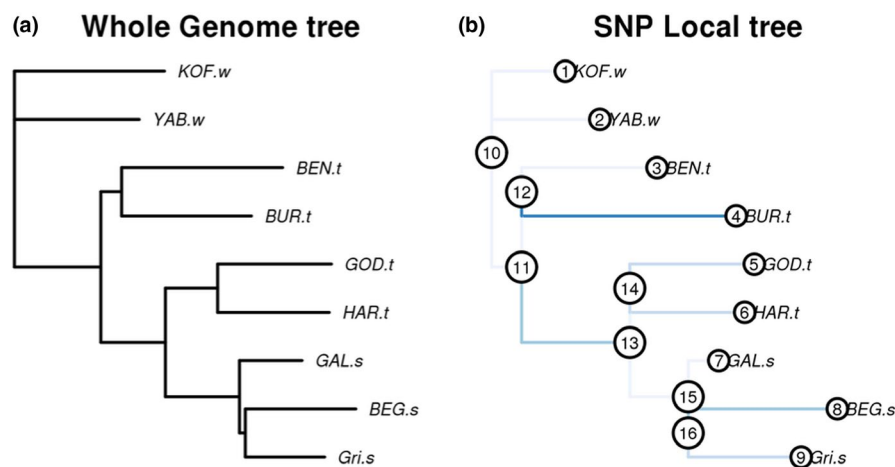 (a) Whole Genome tree
KOF.w
YAB.w
BEN.t
BUR.t
GOD.t
HAR.t
GAL.s
BEG.s
Gri.s
(b) SNP Local tree
1 KOF.w
2 YAB.w
10
3 BEN.t
12
4 BUR.t
11
5 GOD.t
14
6 HAR.t
13
7 GAL.s
15
8 BEG.s
16
9 Gri.s